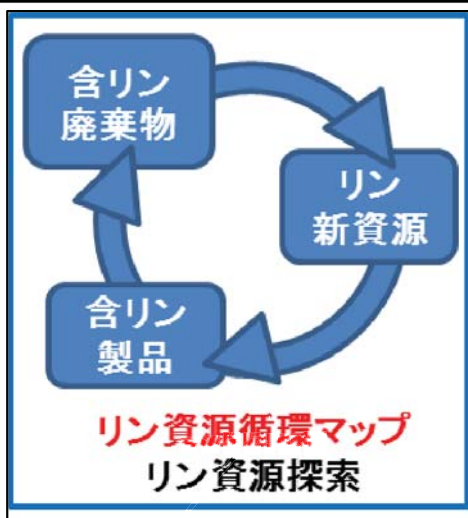 含リン
廃棄物
リン
新資源
含リン
製品
リン資源循環マップ
リン資源探索